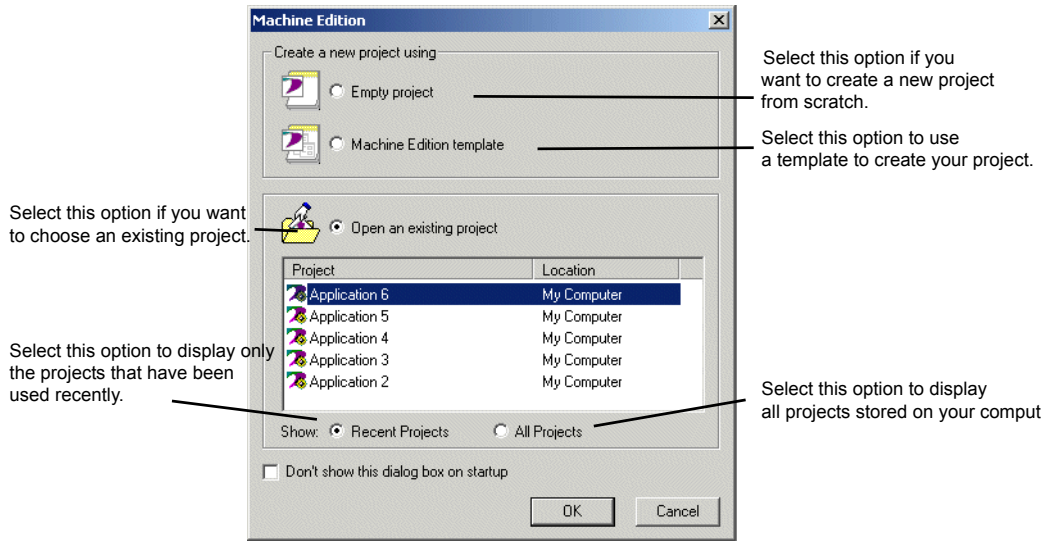 Machine Edition
Create a new project using
Empty project
Select this option if you
want to create a new project
from scratch.
Machine Edition template
Select this option to use
a template to create your project.
Select this option if you want
to choose an existing project.
Open an existing project
Project Location
Application 6 My Computer
Application 5 My Computer
Application 4 My Computer
Application 3 My Computer
Application 2 My Computer
Select this option to display only
the projects that have been
used recently.
Select this option to display
all projects stored on your comput
Show: Recent Projects All Projects
Don't show this dialog box on startup
OK Cancel